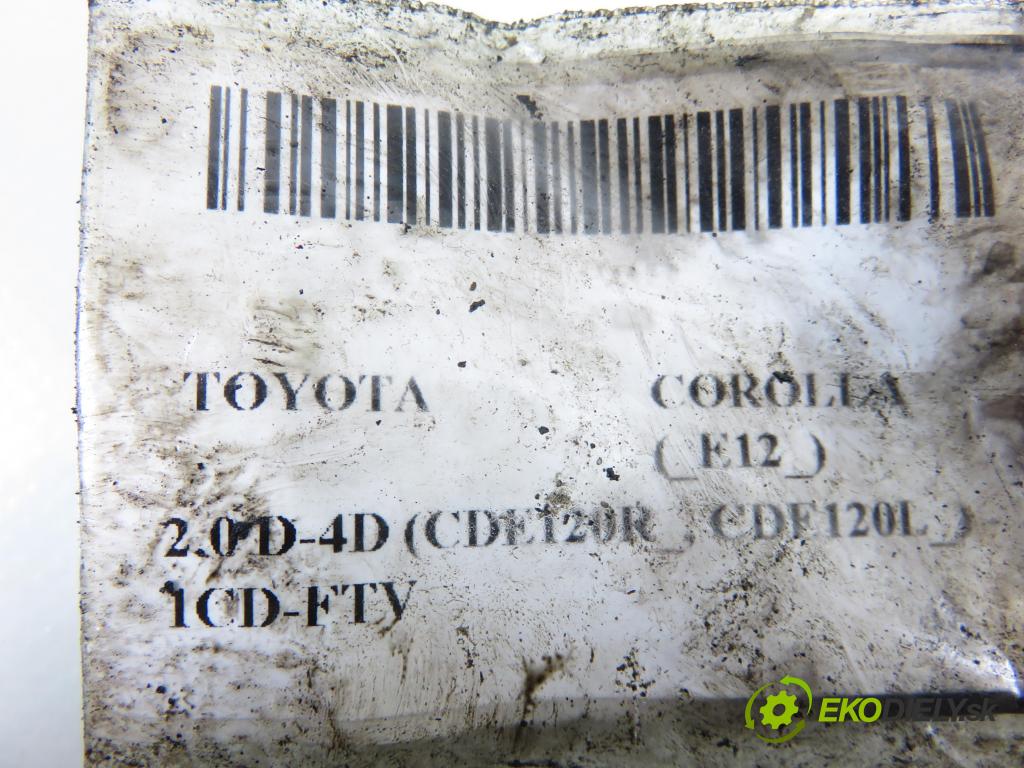 TOYOTA COROLLA
(_E12_)
2.0 D-4D (CDE120R_, CDE120L_)
1CD-FTV
EKODIELY.sk